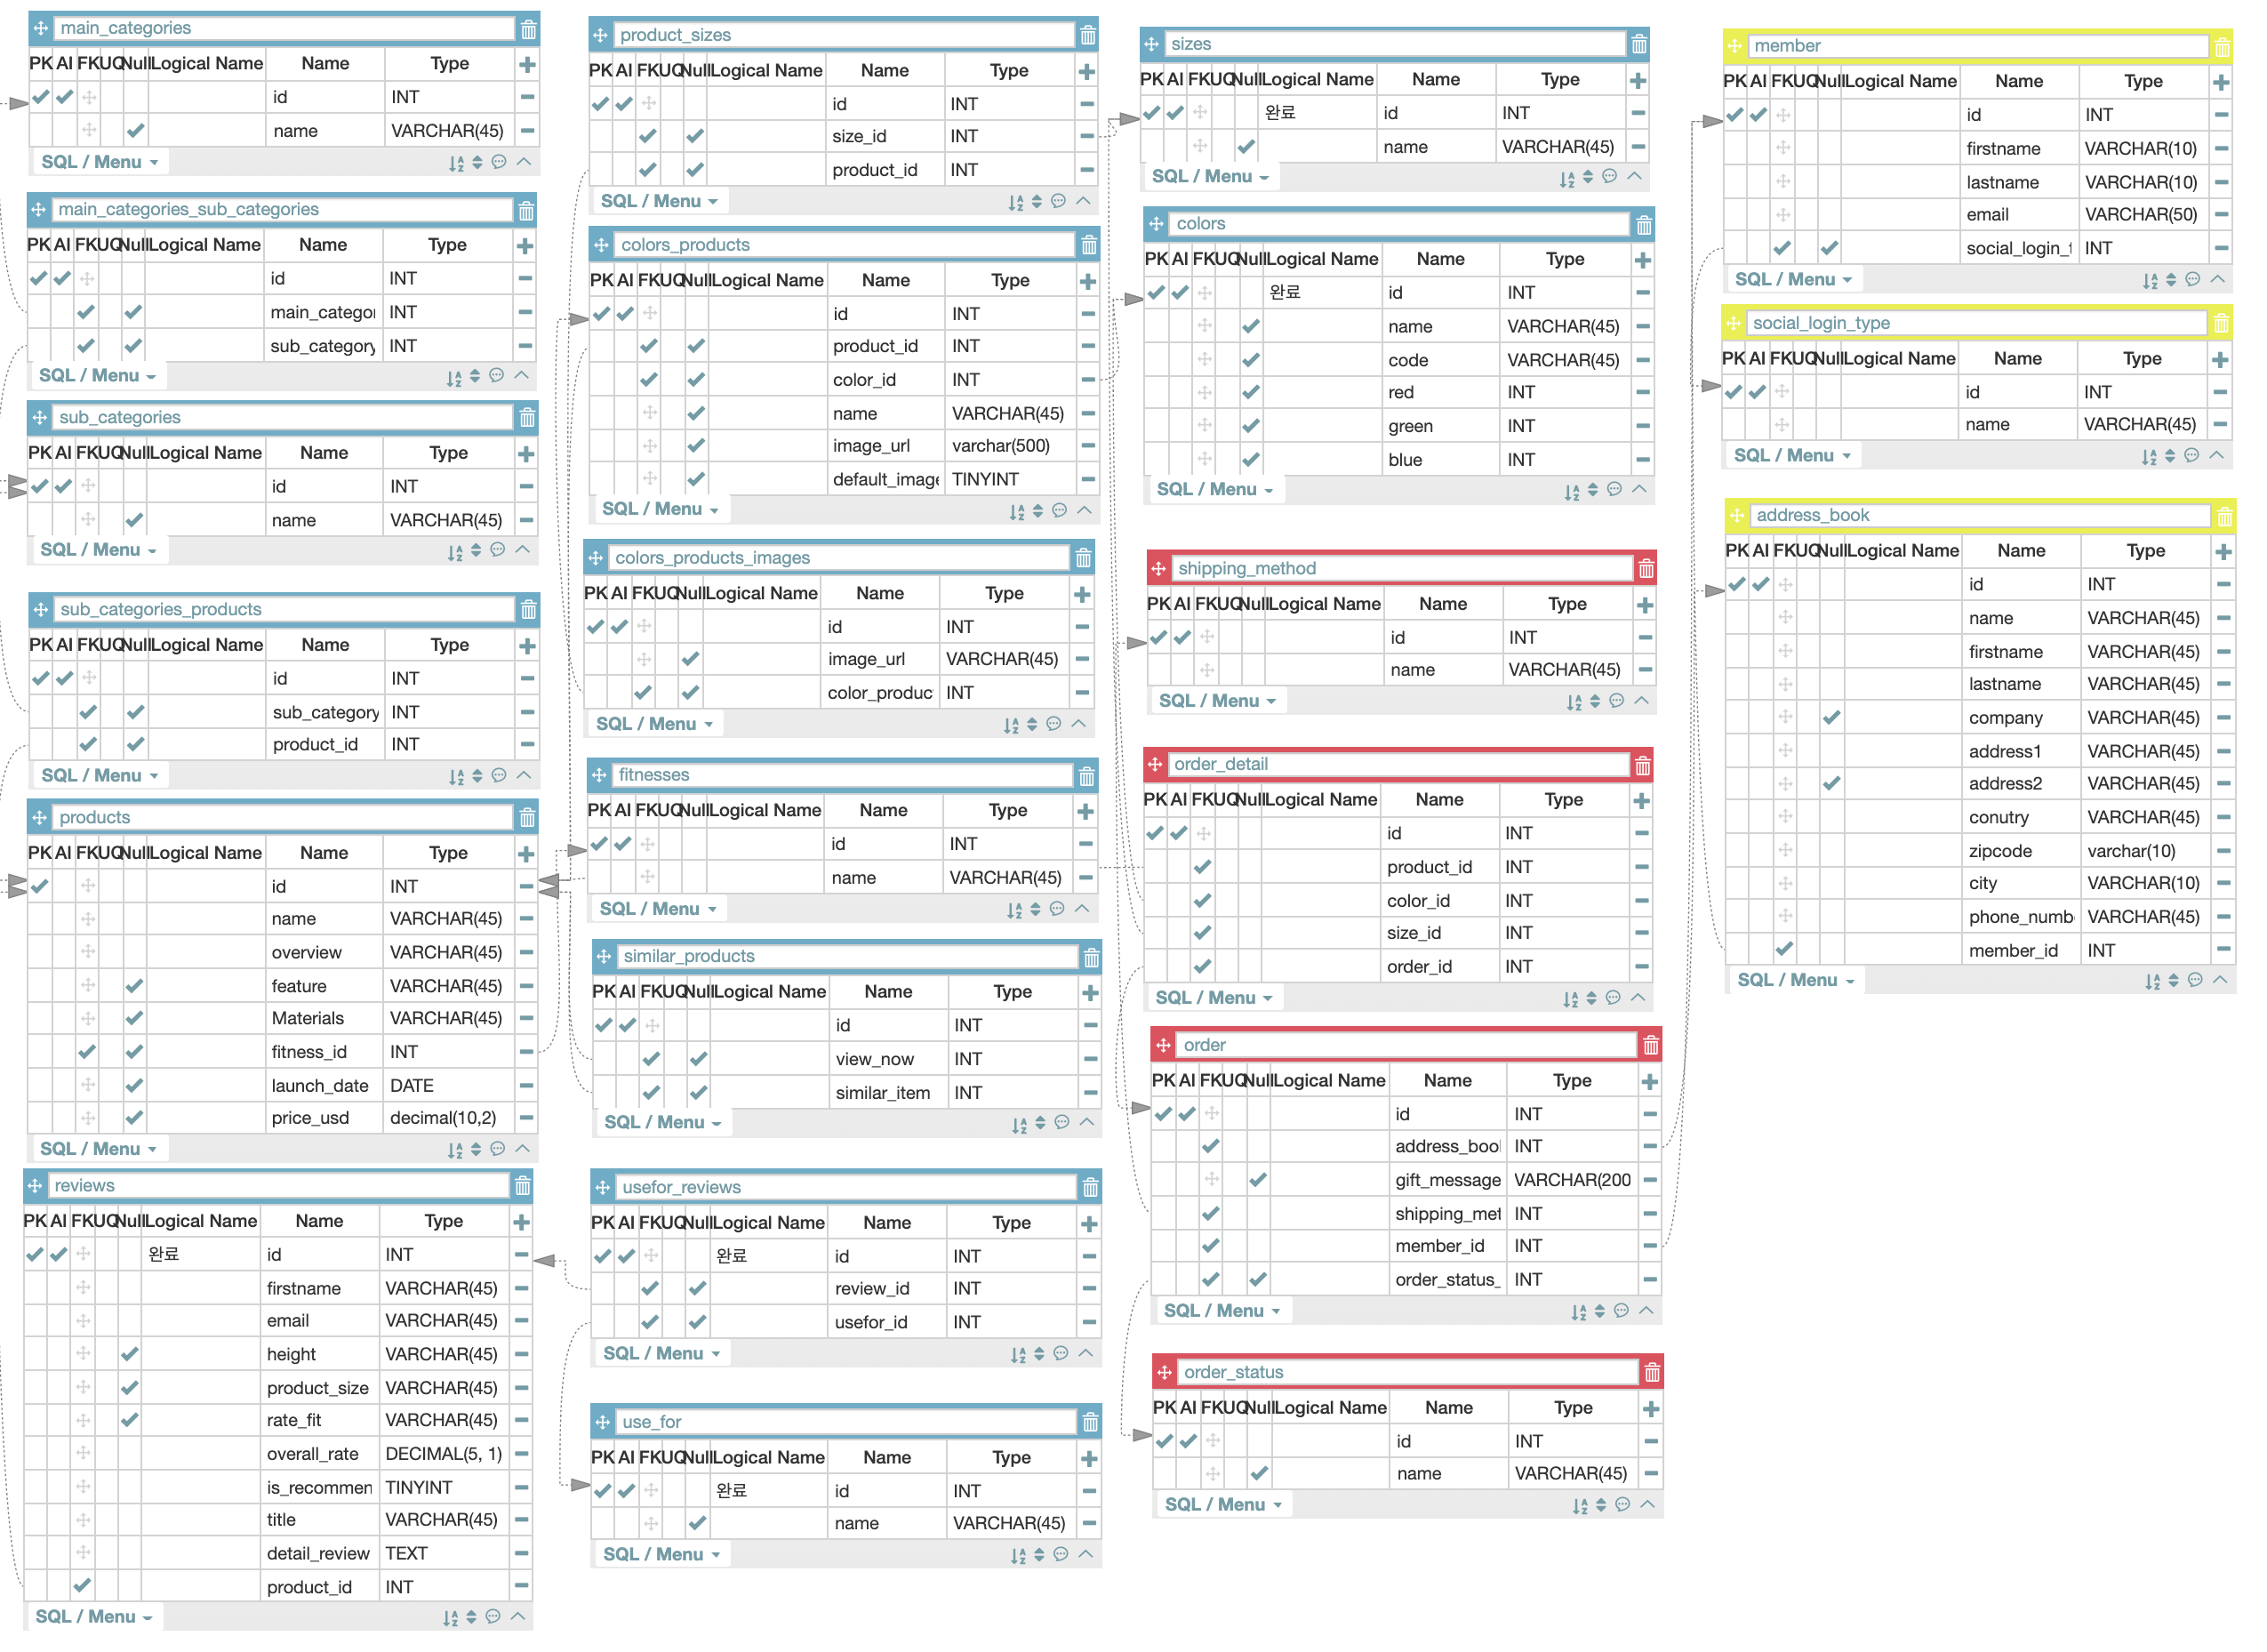 main_categories
PK AI FK UQ Null Logical Name Name Type
id INT
name VARCHAR(45)
SQL / Menu
main_categories_sub_categories
PK AI FK UQ Null Logical Name Name Type
id INT
main_categor INT
sub_category INT
SQL / Menu
sub_categories
PK AI FK UQ Null Logical Name Name Type
id INT
name VARCHAR(45)
SQL / Menu
sub_categories_products
PK AI FK UQ Null Logical Name Name Type
id INT
sub_category INT
product_id INT
SQL / Menu
products
PK AI FK UQ Null Logical Name Name Type
id INT
name VARCHAR(45)
overview VARCHAR(45)
feature VARCHAR(45)
Materials VARCHAR(45)
fitness_id INT
launch_date DATE
price_usd decimal(10,2)
SQL / Menu
reviews
PK AI FK UQ Null Logical Name Name Type
완료 id INT
firstname VARCHAR(45)
email VARCHAR(45)
height VARCHAR(45)
product_size VARCHAR(45)
rate_fit VARCHAR(45)
overall_rate DECIMAL(5, 1)
is_recommen TINYINT
title VARCHAR(45)
detail_review TEXT
product_id INT
SQL / Menu
product_sizes
PK AI FK UQ Null Logical Name Name Type
id INT
size_id INT
product_id INT
SQL / Menu
colors_products
PK AI FK UQ Null Logical Name Name Type
id INT
product_id INT
color_id INT
name VARCHAR(45)
image_url varchar(500)
default_image TINYINT
SQL / Menu
colors_products_images
PK AI FK UQ Null Logical Name Name Type
id INT
image_url VARCHAR(45)
color_produc INT
SQL / Menu
fitnesses
PK AI FK UQ Null Logical Name Name Type
id INT
name VARCHAR(45)
SQL / Menu
similar_products
PK AI FK UQ Null Logical Name Name Type
id INT
view_now INT
similar_item INT
SQL / Menu
usefor_reviews
PK AI FK UQ Null Logical Name Name Type
완료 id INT
review_id INT
usefor_id INT
SQL / Menu
use_for
PK AI FK UQ Null Logical Name Name Type
완료 id INT
name VARCHAR(45)
SQL / Menu
sizes
PK AI FK UQ Null Logical Name Name Type
완료 id INT
name VARCHAR(45)
SQL / Menu
colors
PK AI FK UQ Null Logical Name Name Type
완료 id INT
name VARCHAR(45)
code VARCHAR(45)
red INT
green INT
blue INT
SQL / Menu
shipping_method
PK AI FK UQ Null Logical Name Name Type
id INT
name VARCHAR(45)
SQL / Menu
order_detail
PK AI FK UQ Null Logical Name Name Type
id INT
product_id INT
color_id INT
size_id INT
order_id INT
SQL / Menu
order
PK AI FK UQ Null Logical Name Name Type
id INT
address_boo INT
gift_message VARCHAR(200
shipping_met INT
member_id INT
order_status_ INT
SQL / Menu
order_status
PK AI FK UQ Null Logical Name Name Type
id INT
name VARCHAR(45)
SQL / Menu
member
PK AI FK UQ Null Logical Name Name Type
id INT
firstname VARCHAR(10)
lastname VARCHAR(10)
email VARCHAR(50)
social_login_t INT
SQL / Menu
social_login_type
PK AI FK UQ Null Logical Name Name Type
id INT
name VARCHAR(45)
SQL / Menu
address_book
PK AI FK UQ Null Logical Name Name Type
id INT
name VARCHAR(45)
firstname VARCHAR(45)
lastname VARCHAR(45)
company VARCHAR(45)
address1 VARCHAR(45)
address2 VARCHAR(45)
conutry VARCHAR(45)
zipcode varchar(10)
city VARCHAR(10)
phone_numb VARCHAR(45)
member_id INT
SQL / Menu